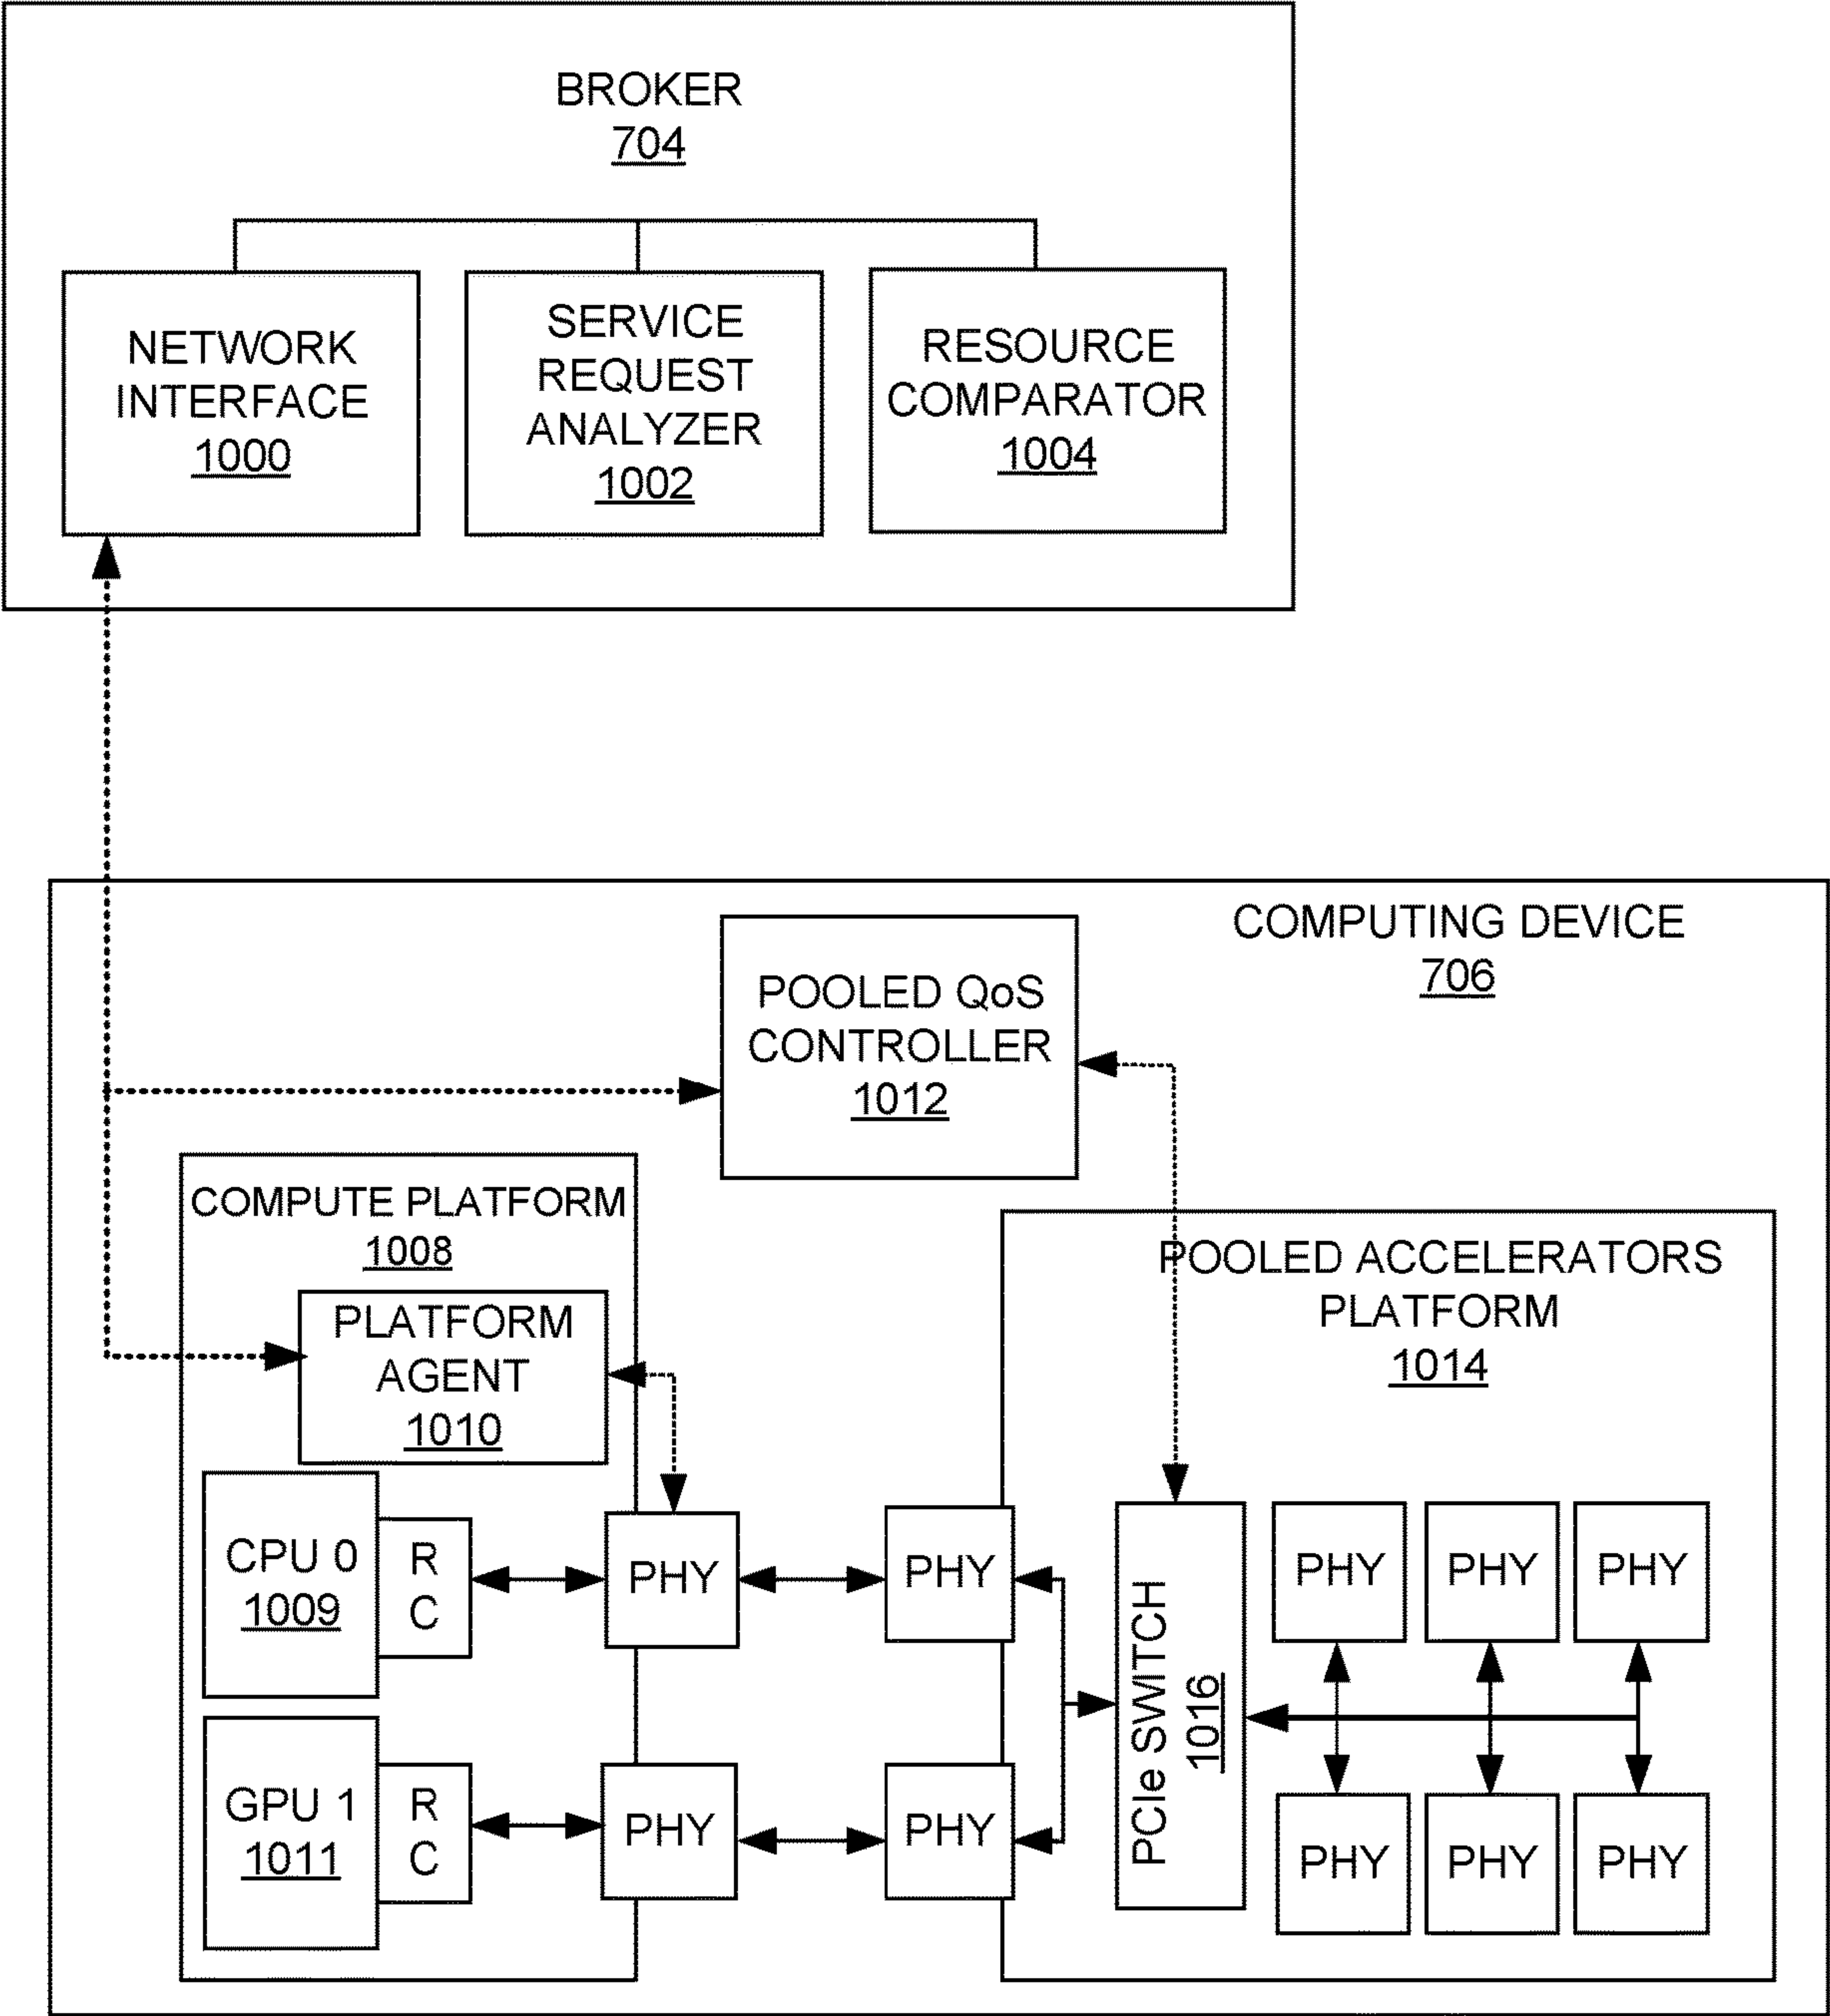 BROKER
704
NETWORK
INTERFACE
1000
SERVICE
REQUEST
ANALYZER
1002
RESOURCE
COMPARATOR
1004
COMPUTING DEVICE
706
POOLED QoS
CONTROLLER
1012
COMPUTE PLATFORM
1008
PLATFORM
AGENT
1010
POOLED ACCELERATORS
PLATFORM
1014
CPU 0
1009
R
C
PHY
PHY
GPU 1
1011
R
C
PHY
PHY
PCIe SWITCH
1016
PHY
PHY
PHY
PHY
PHY
PHY